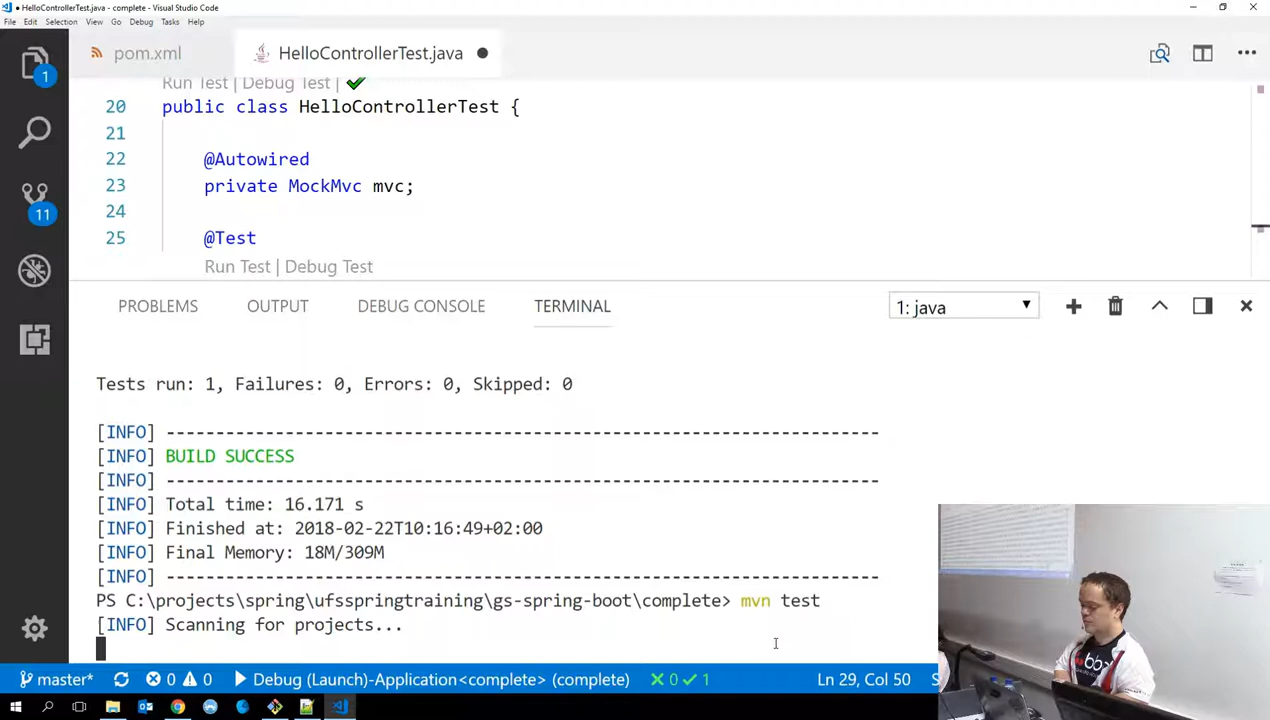 ● HelloControllerTest.java - complete - Visual Studio Code
File Edit Selection View Go Debug Tasks Help
pom.xml HelloControllerTest.java ●
Run Test | Debug Test |
20 public class HelloControllerTest {
21
22 @Autowired
23 private MockMvc mvc;
24
25 @Test
Run Test | Debug Test
1
11
PROBLEMS OUTPUT DEBUG CONSOLE TERMINAL 1: java
Tests run: 1, Failures: 0, Errors: 0, Skipped: 0
[INFO] ------------------------------------------------------------------------
[INFO] BUILD SUCCESS
[INFO] ------------------------------------------------------------------------
[INFO] Total time: 16.171 s
[INFO] Finished at: 2018-02-22T10:16:49+02:00
[INFO] Final Memory: 18M/309M
[INFO] ------------------------------------------------------------------------
PS C:\projects\spring\ufsspringtraining\gs-spring-boot\complete> mvn test
[INFO] Scanning for projects...
master* 0 0 Debug (Launch)-Application<complete> (complete) 0 1 Ln 29, Col 50